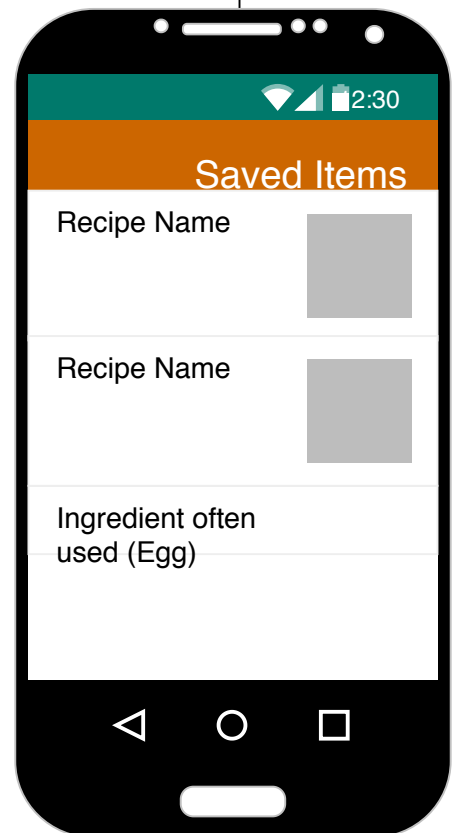 2:30
Saved Items
Recipe Name
Recipe Name
Ingredient often
used (Egg)